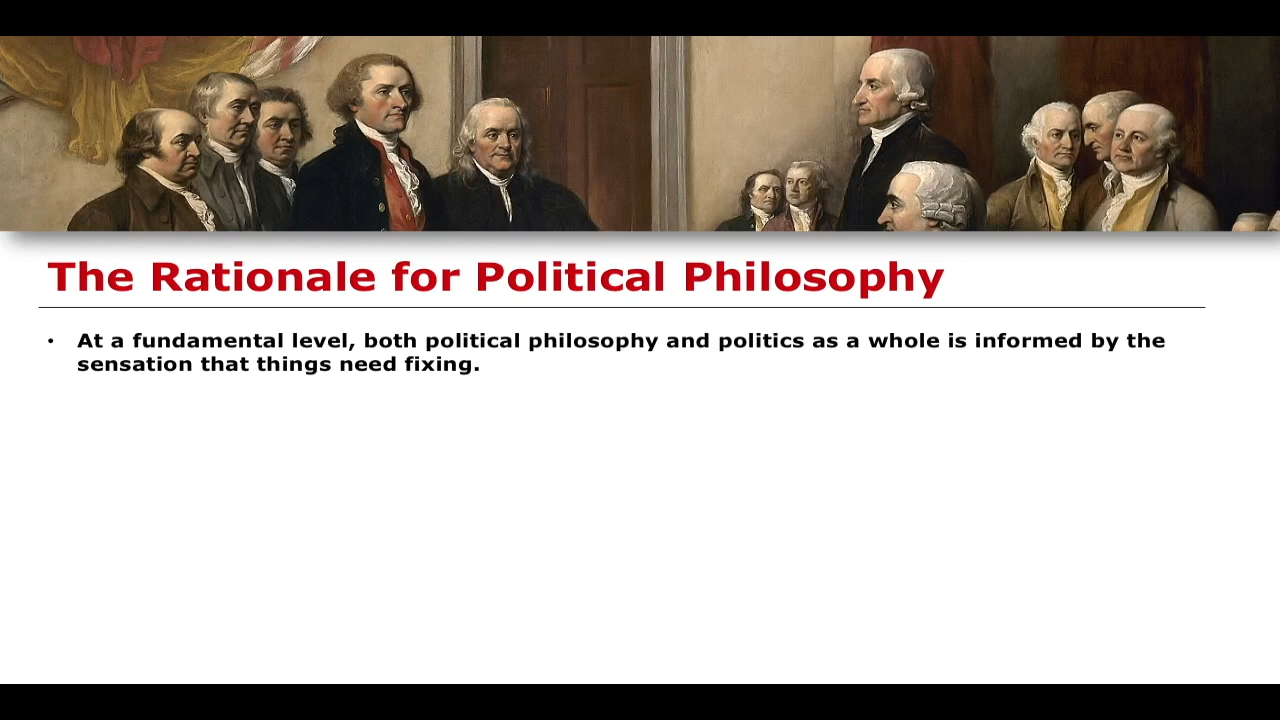 The Rationale for Political Philosophy
• At a fundamental level, both political philosophy and politics as a whole is informed by the
sensation that things need fixing.